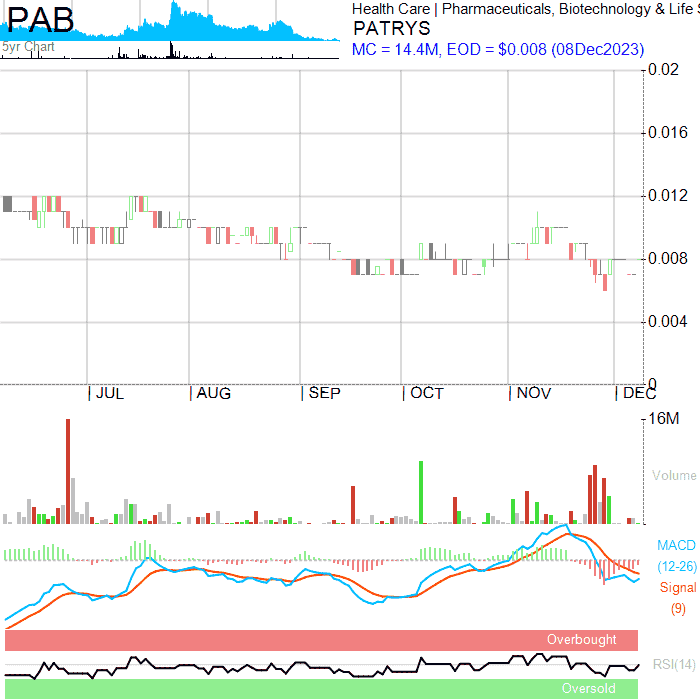 PAB
5yr Chart
Health Care | Pharmaceuticals, Biotechnology & Life S
PATRYS
MC = 14.4M, EOD = $0.008 (08Dec2023)
0.02
0.016
0.012
0.008
0.004
0
JUL
AUG
SEP
OCT
NOV
DEC
16M
Volume
MACD
(12-26)
Signal
(9)
Overbought
RSI(14)
Oversold